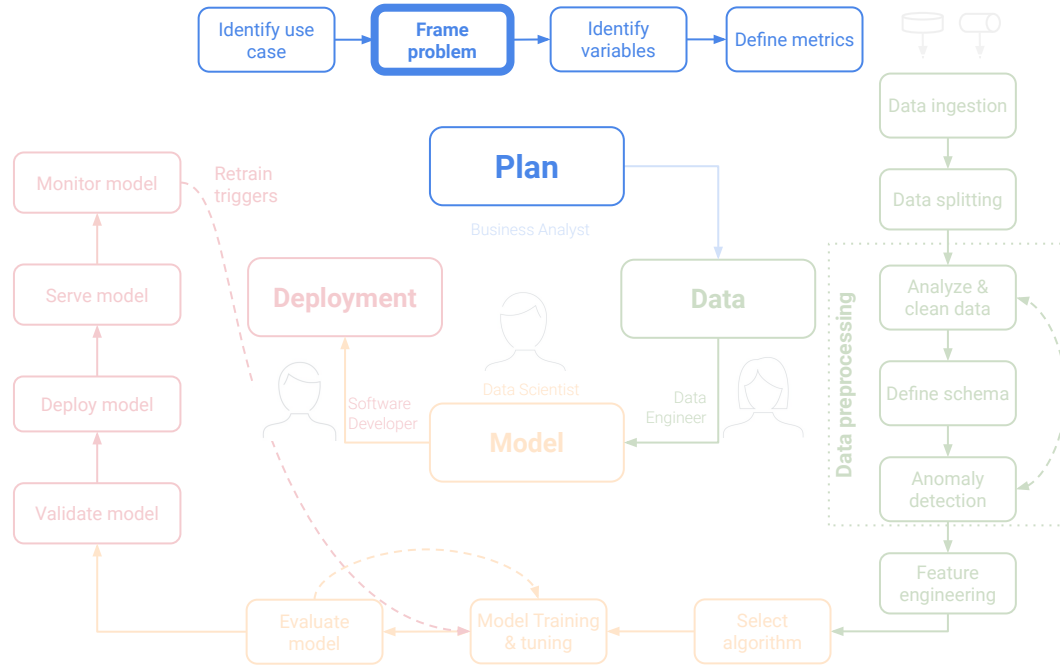 Identify use
case
Frame
problem
Identify
variables
Define metrics
Data ingestion
Plan
Monitor model
Retrain
triggers
Data splitting
Business Analyst
Deployment
Data
Serve model
Analyze &
clean data
Data preprocessing
Data Scientist
Define schema
Deploy model
Software
Developer
Data
Engineer
Model
Anomaly
detection
Validate model
Feature
engineering
Evaluate
model
Model Training
& tuning
Select
algorithm